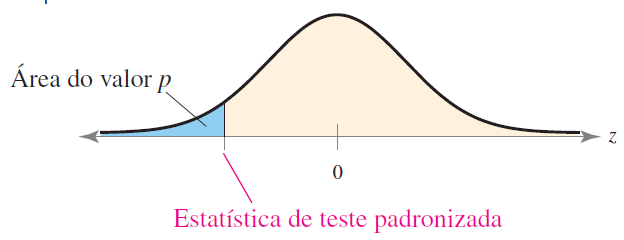 Área do valor p
z
0
Estatística de teste padronizada